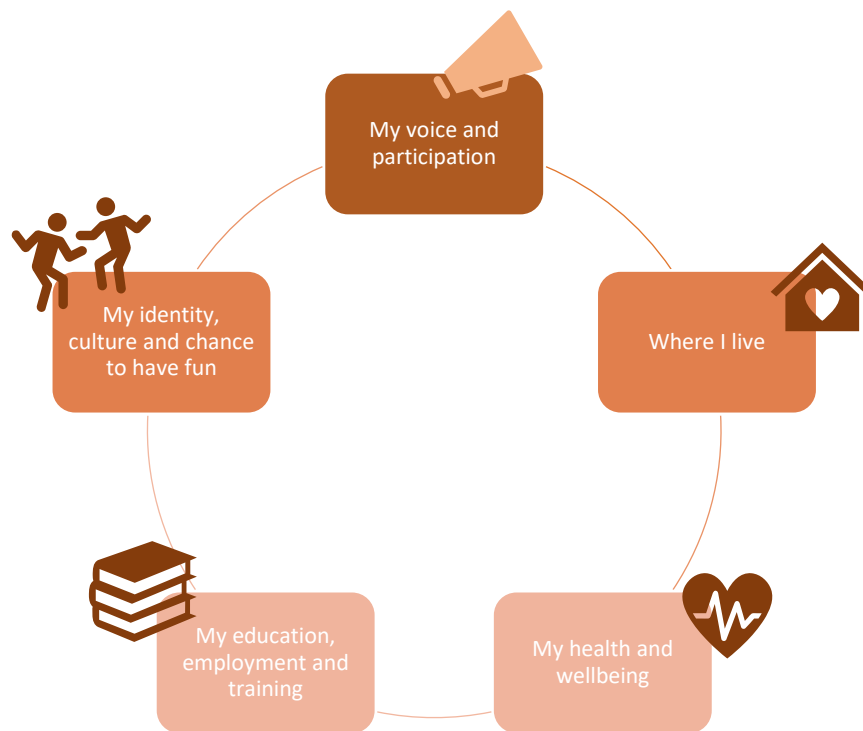 My voice and
participation
My identity,
culture and chance
to have fun
Where I live
My education,
employment and
training
My health and
wellbeing